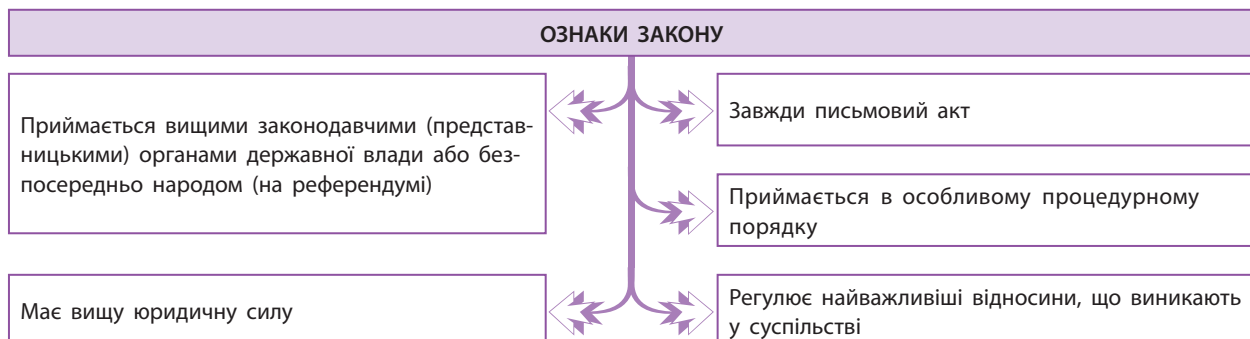 ОЗНАКИ ЗАКОНУ
Приймається вищими законодавчими (представ-
ницькими) органами державної влади або без-
посередньо народом (на референдумі)
Завжди письмовий акт
Приймається в особливому процедурному
порядку
Має вищу юридичну силу
Регулює найважливіші відносини, що виникають
у суспільстві